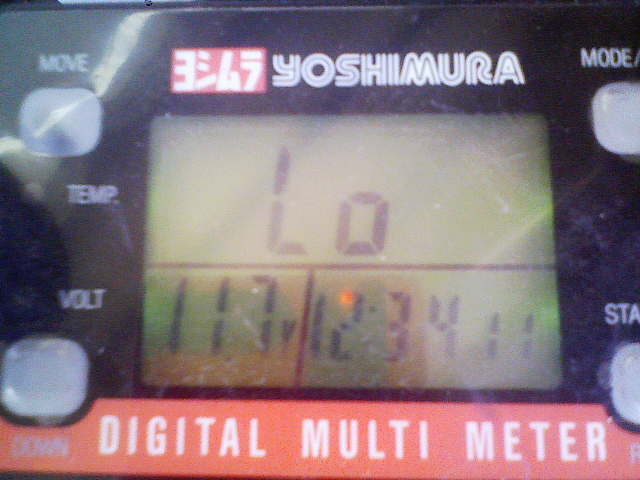 MOVE
ヨシムラ YOSHIMURA
MODE/
TEMP.
Lo
VOLT
11.7V 12:34 11
STA
DOWN
DIGITAL MULTI METER